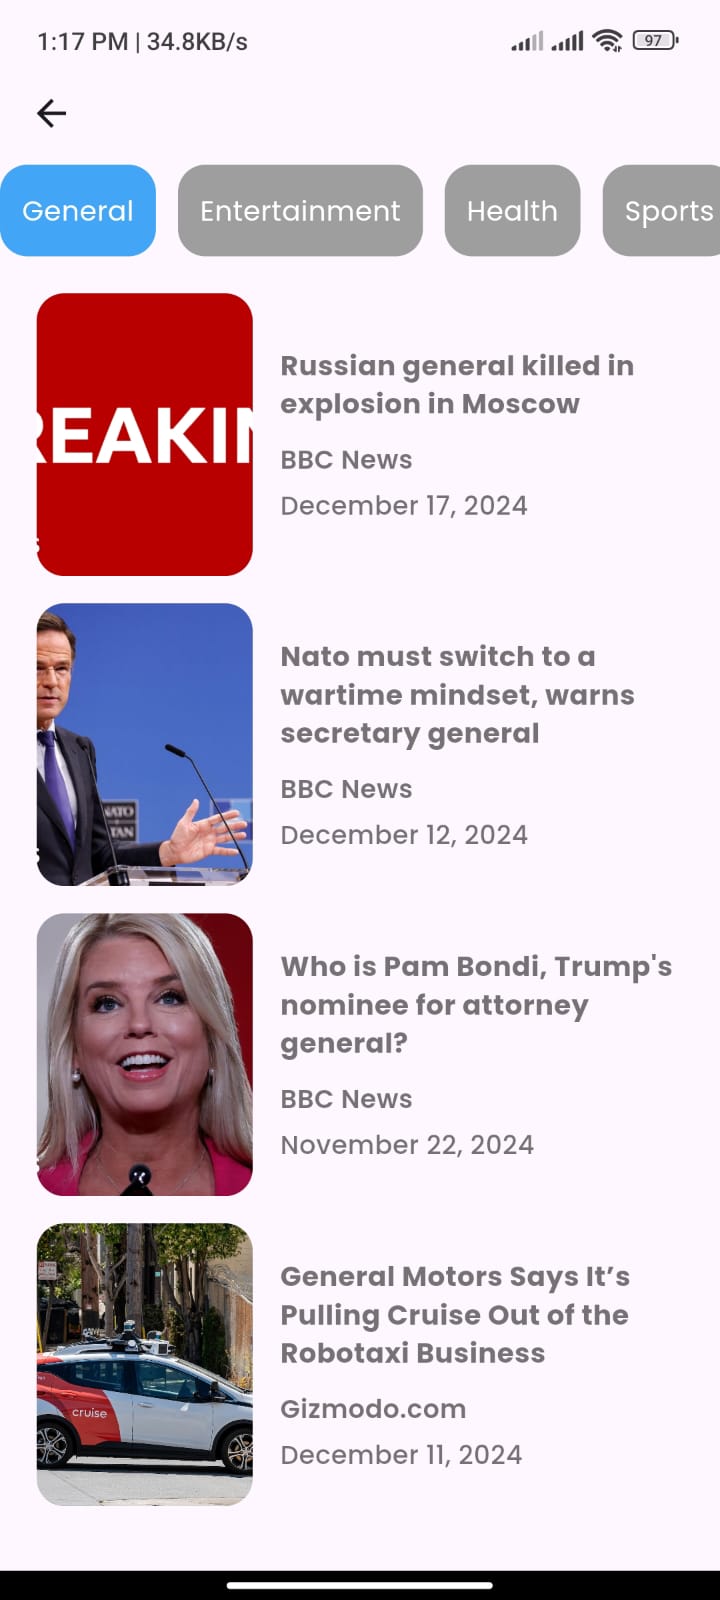 1:17 PM | 34.8KB/s
97
General
Entertainment
Health
Sports
REAKIN
Russian general killed in
explosion in Moscow
BBC News
December 17, 2024
NATO
Nato must switch to a
wartime mindset, warns
secretary general
BBC News
December 12, 2024
Who is Pam Bondi, Trump's
nominee for attorney
general?
BBC News
November 22, 2024
cruise
General Motors Says It’s
Pulling Cruise Out of the
Robotaxi Business
Gizmodo.com
December 11, 2024